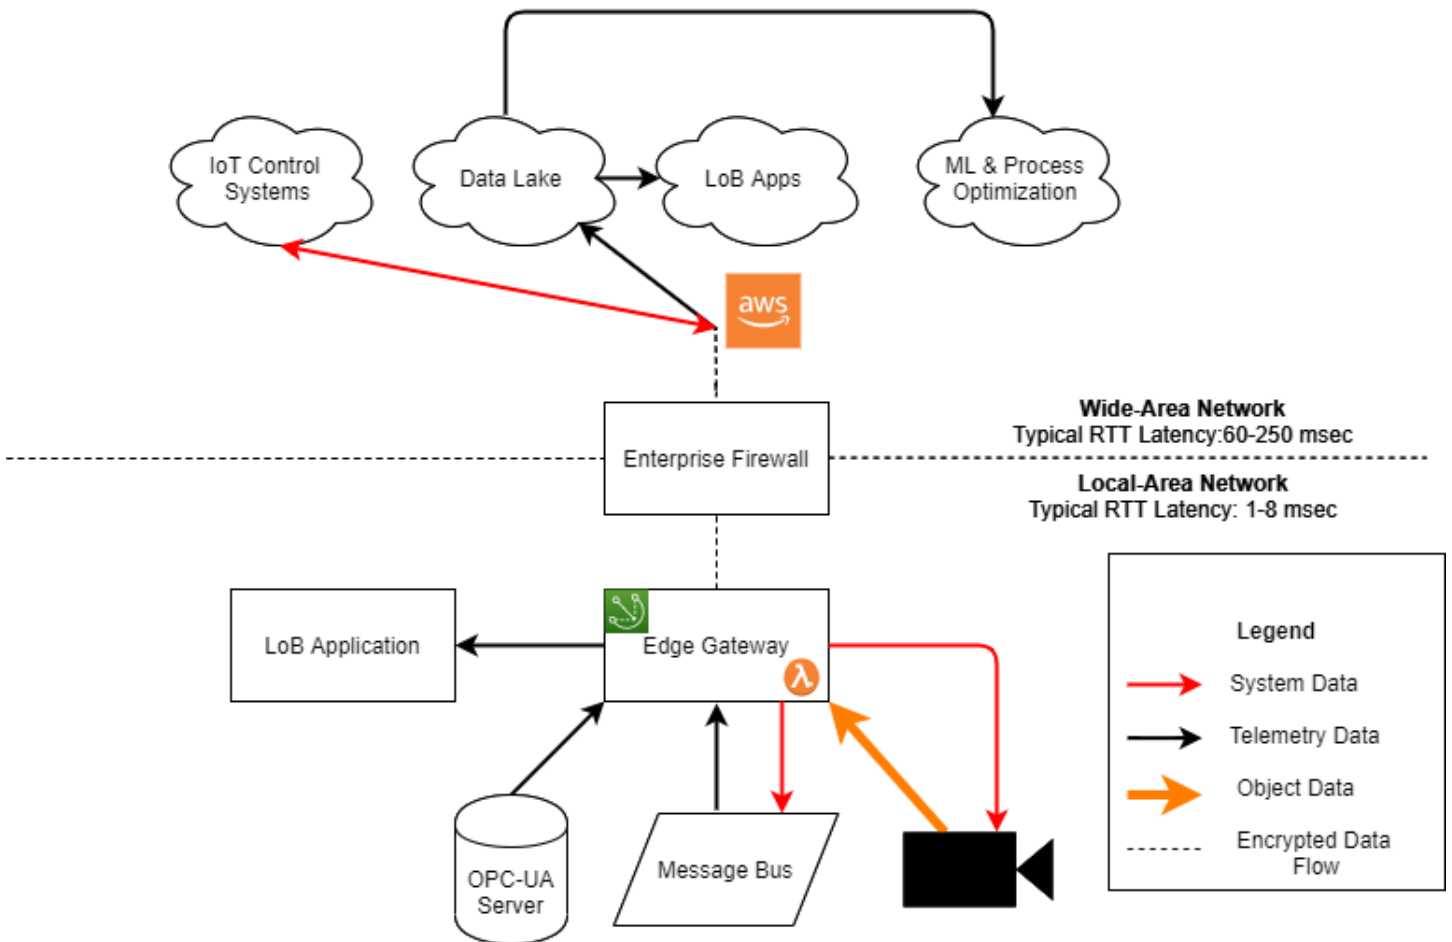 IoT Control
Systems
Data Lake
LoB Apps
ML & Process
Optimization
aws
Enterprise Firewall
Wide-Area Network
Typical RTT Latency:60-250 msec
Local-Area Network
Typical RTT Latency: 1-8 msec
LoB Application
Edge Gateway
λ
OPC-UA
Server
Message Bus
Legend
System Data
Telemetry Data
Object Data
Encrypted Data
Flow